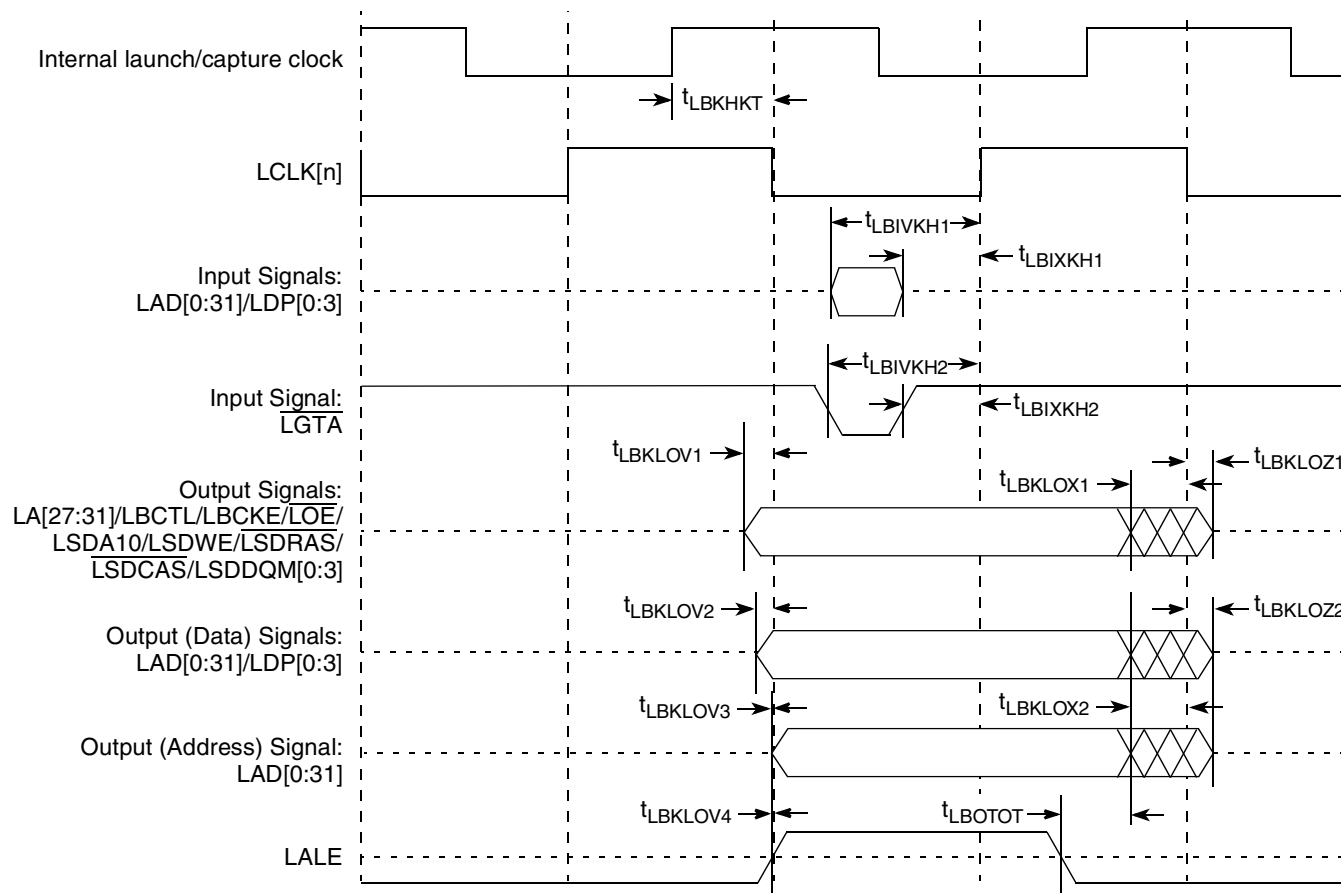 Internal launch/capture clock
tLBKHKT
LCLK[n]
tLBIVKH1
tLBIXKH1
Input Signals:
LAD[0:31]/LDP[0:3]
tLBIVKH2
Input Signal:
LGTA
tLBIXKH2
tLBKLOV1
tLBKLOZ1
tLBKLOX1
Output Signals:
LA[27:31]/LBCTL/LBCKE/LOE/
LSDA10/LSDWE/LSDRAS/
LSDCAS/LSDDQM[0:3]
tLBKLOV2
tLBKLOZ2
Output (Data) Signals:
LAD[0:31]/LDP[0:3]
tLBKLOV3
tLBKLOX2
Output (Address) Signal:
LAD[0:31]
tLBKLOV4
tLBOTOT
LALE